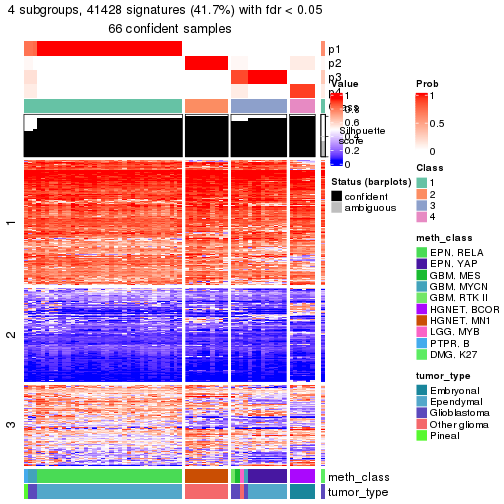 4 subgroups, 41428 signatures (41.7%) with fdr < 0.05
66 confident samples
p1
p2
p3
p4
Value
1
0.8
0.6
0.4
0.2
0
Silhouette
score
Status (barplots)
confident
ambiguous
Prob
1
0.5
0
Class
1
2
3
4
meth_class
EPN. RELA
EPN. YAP
GBM. MES
GBM. MYCN
GBM. RTK II
HGNET. BCOR
HGNET. MN1
LGG. MYB
PTPR. B
DMG. K27
tumor_type
Embryonal
Ependymal
Glioblastoma
Other glioma
Pineal
1
2
3
meth_class
tumor_type